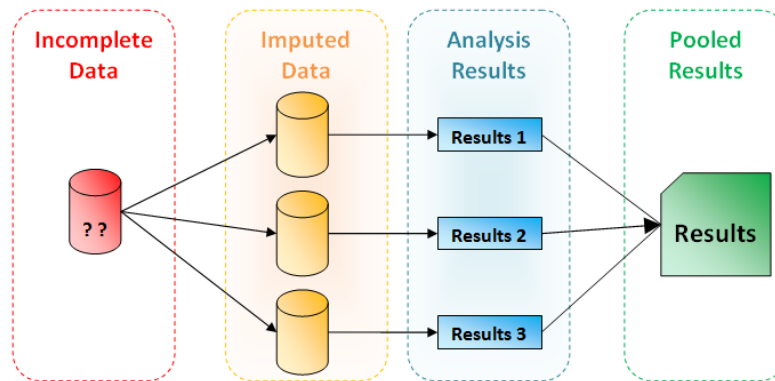 Incomplete
Data
Imputed
Data
Analysis
Results
Pooled
Results
Results 1
? ?
Results 2
Results
Results 3